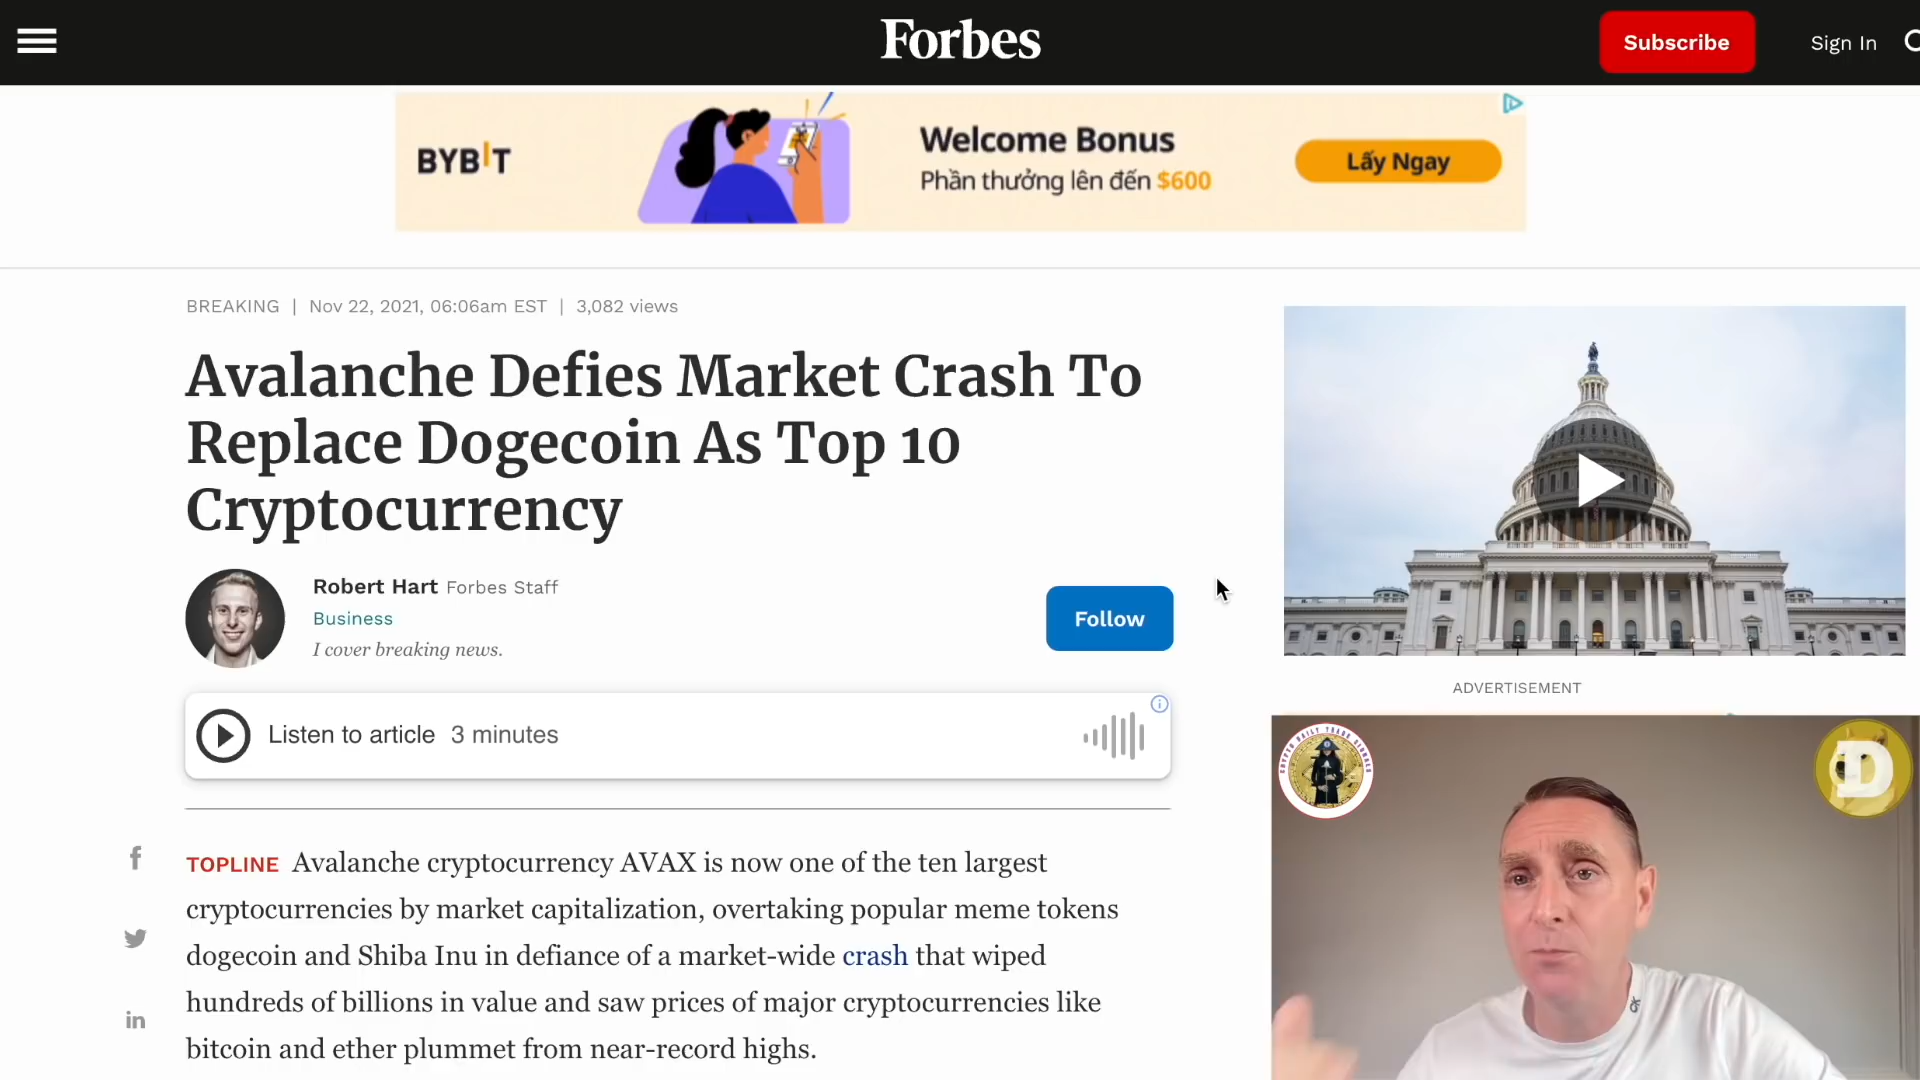 Forbes
Subscribe
Sign In
BYBIT
Welcome Bonus
Phần thưởng lên đến $600
Lấy Ngay
BREAKING | Nov 22, 2021, 06:06am EST | 3,082 views
Avalanche Defies Market Crash To
Replace Dogecoin As Top 10
Cryptocurrency
Robert Hart Forbes Staff
Business
I cover breaking news.
Follow
Listen to article 3 minutes
ADVERTISEMENT
CRYPTO DAILY TRADE SIGNALS
D
TOPLINE Avalanche cryptocurrency AVAX is now one of the ten largest
cryptocurrencies by market capitalization, overtaking popular meme tokens
dogecoin and Shiba Inu in defiance of a market-wide crash that wiped
hundreds of billions in value and saw prices of major cryptocurrencies like
bitcoin and ether plummet from near-record highs.